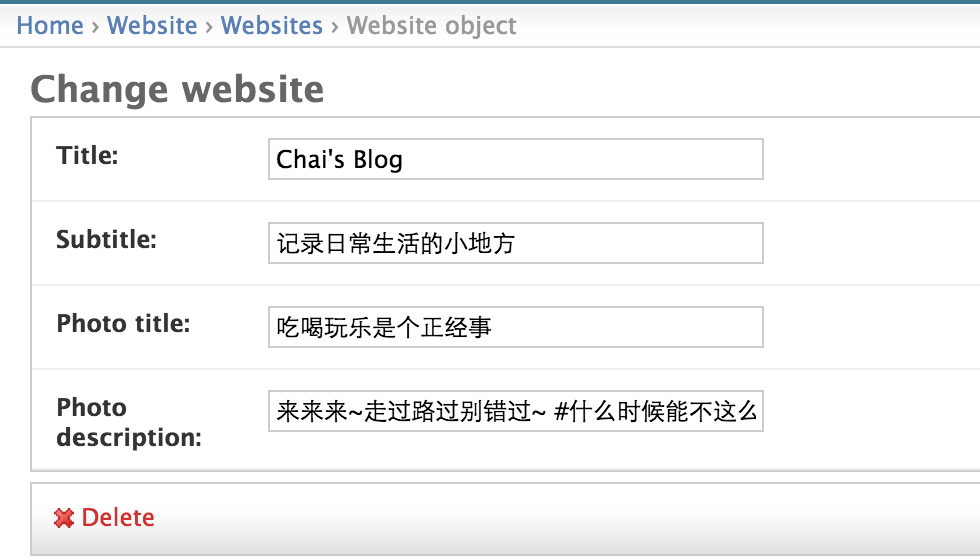 Home › Website › Websites › Website object
Change website
Title: Chai's Blog
Subtitle: 记录日常生活的小地方
Photo title: 吃喝玩乐是个正经事
Photo description: 来来来~走过路过别错过~ #什么时候能不这么
Delete